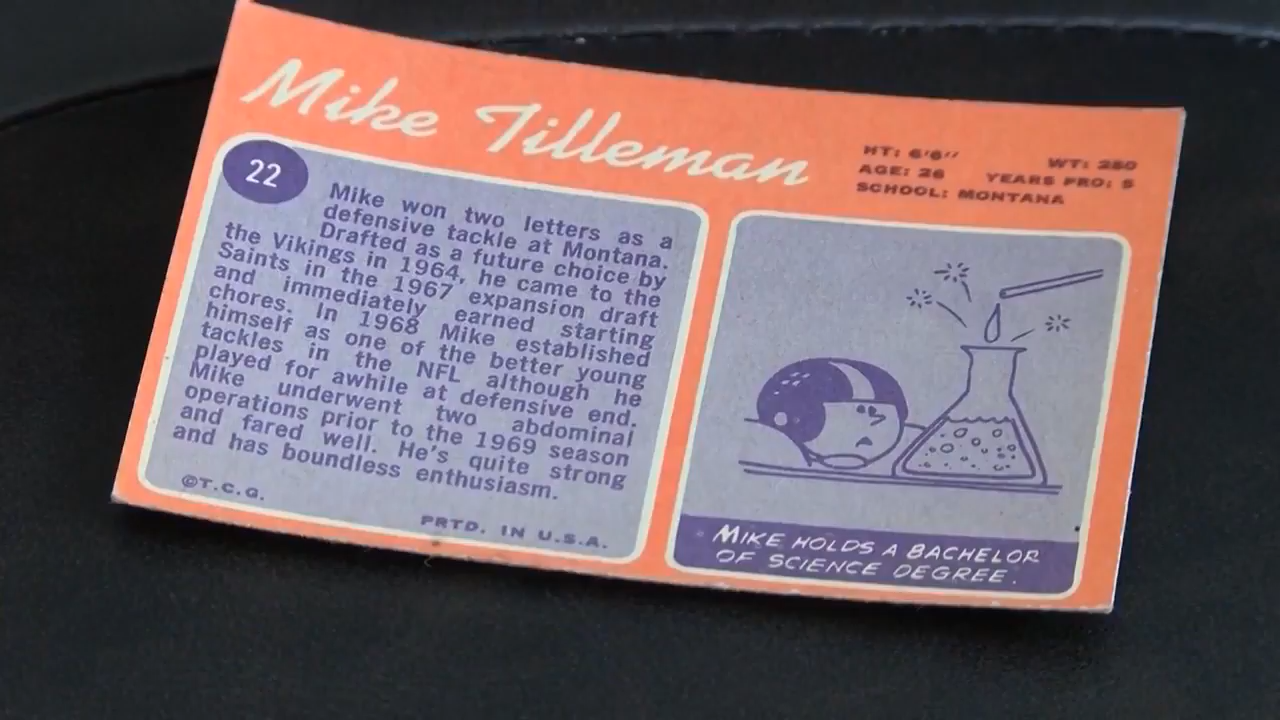 Mike Tilleman
HT: 6'6" WT: 280
AGE: 26 YEARS PRO: 5
SCHOOL: MONTANA
22
Mike won two letters as a
defensive tackle at Montana.
Drafted as a future choice by
the Vikings in 1964, he came to the
Saints in the 1967 expansion draft
and immediately earned starting
chores. In 1968 Mike established
himself as one of the better young
tackles in the NFL although he
played for awhile at defensive end.
Mike underwent two abdominal
operations prior to the 1969 season
and fared well. He's quite strong
and has boundless enthusiasm.
©T.C.G.
PRTD. IN U.S.A.
MIKE HOLDS A BACHELOR
OF SCIENCE DEGREE.